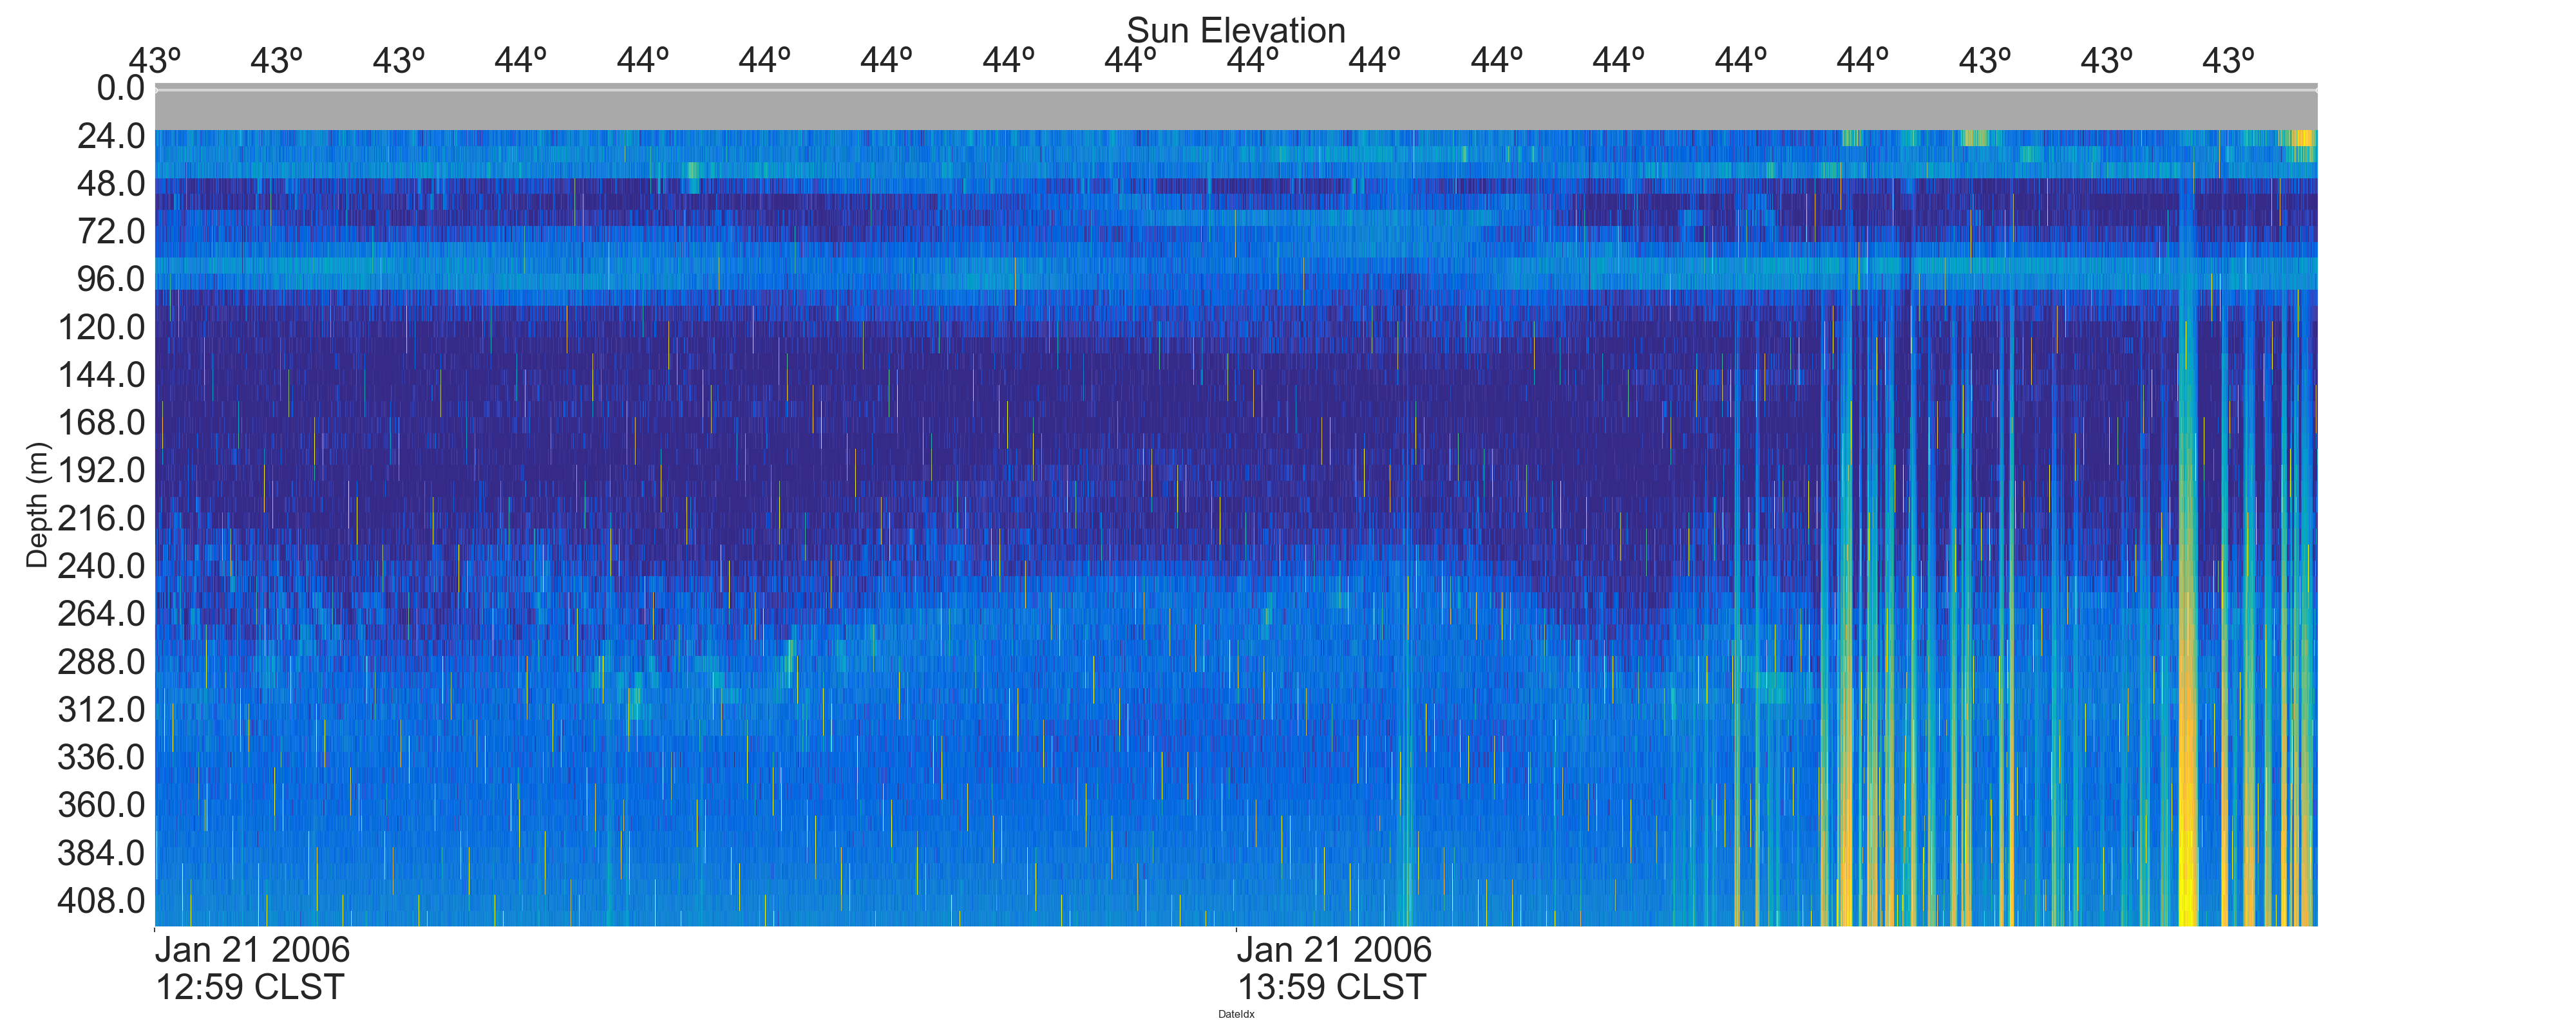 Sun Elevation
43º 43º 43º 44º 44º 44º 44º 44º 44º 44º 44º 44º 44º 44º 44º 43º 43º 43º
0.0
24.0
48.0
72.0
96.0
120.0
144.0
168.0
192.0
216.0
240.0
264.0
288.0
312.0
336.0
360.0
384.0
408.0
Depth (m)
Jan 21 2006
12:59 CLST
Jan 21 2006
13:59 CLST
DateIdx